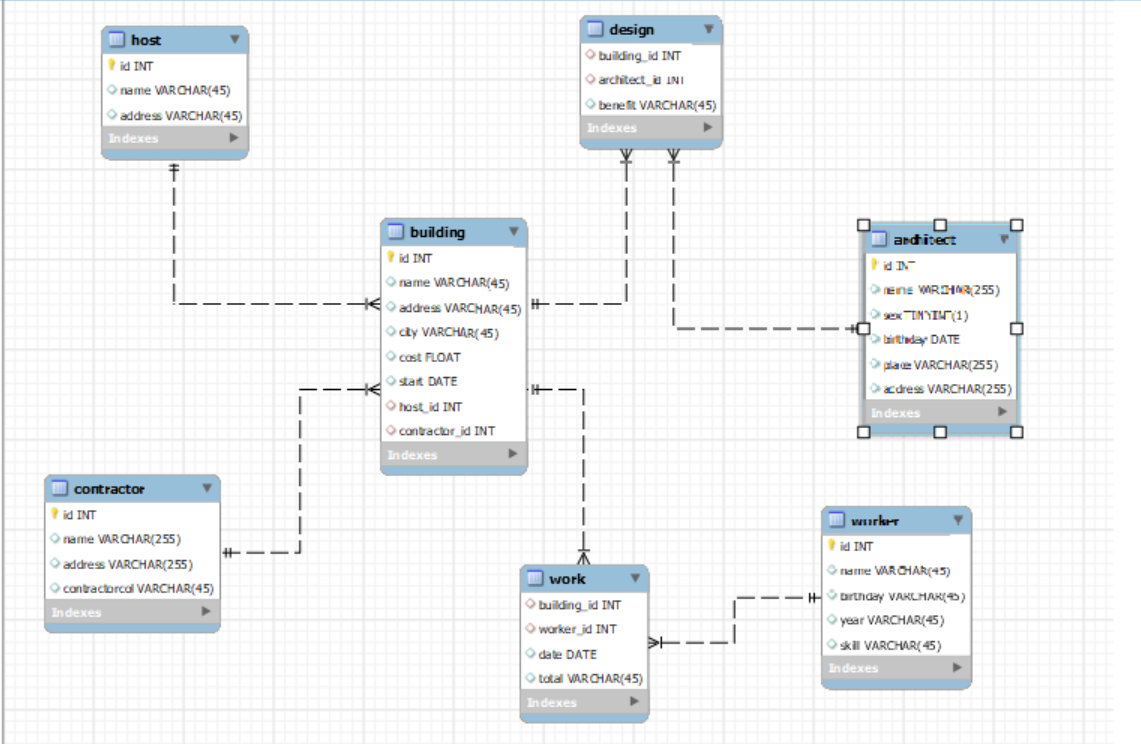 host
id INT
name VARCHAR(45)
address VARCHAR(45)
Indexes
design
building_id INT
architect_id INT
benefit VARCHAR(45)
Indexes
building
id INT
name VARCHAR(45)
address VARCHAR(45)
city VARCHAR(45)
cost FLOAT
start DATE
host_id INT
contractor_id INT
Indexes
architect
id INT
name VARCHAR(255)
sex TINYINT(1)
birthday DATE
place VARCHAR(255)
address VARCHAR(255)
Indexes
contractor
id INT
name VARCHAR(255)
address VARCHAR(255)
contractorcol VARCHAR(45)
Indexes
work
building_id INT
worker_id INT
date DATE
total VARCHAR(45)
Indexes
worker
id INT
name VARCHAR(45)
birthday VARCHAR(45)
year VARCHAR(45)
skill VARCHAR(45)
Indexes